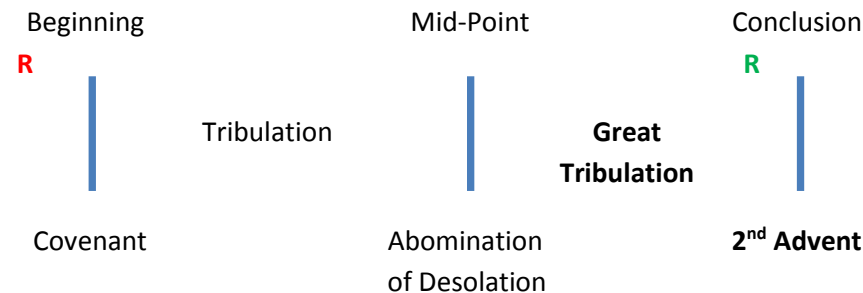 Beginning Mid-Point Conclusion
R R
Tribulation Great
Tribulation
Covenant Abomination 2nd Advent
of Desolation